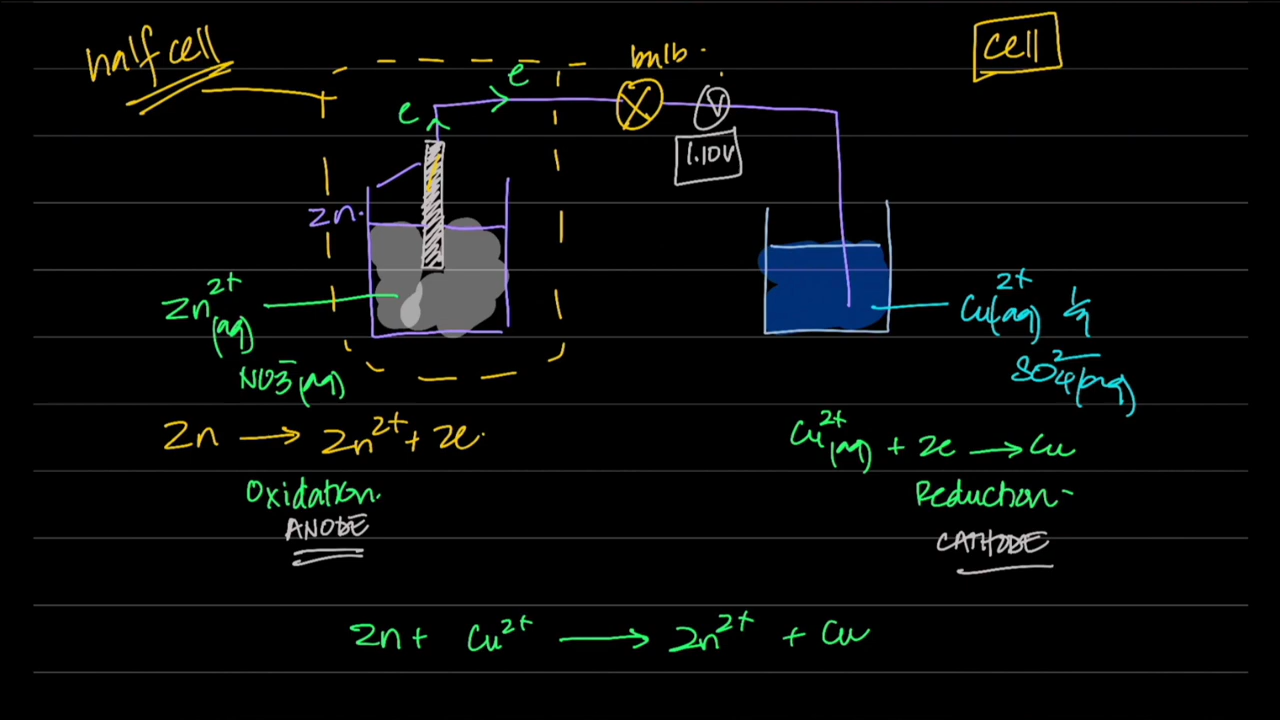 half cell
cell
bulb
e
e
V
1.10V
Zn
Zn²⁺(aq)
NO3⁻(aq)
Cu²⁺(aq)
SO4²⁻(aq)
Zn → Zn²⁺ + 2e
Cu²⁺(aq) + 2e → Cu
Oxidation.
Reduction-
ANODE
CATHODE
Zn + Cu²⁺ → Zn²⁺ + Cu